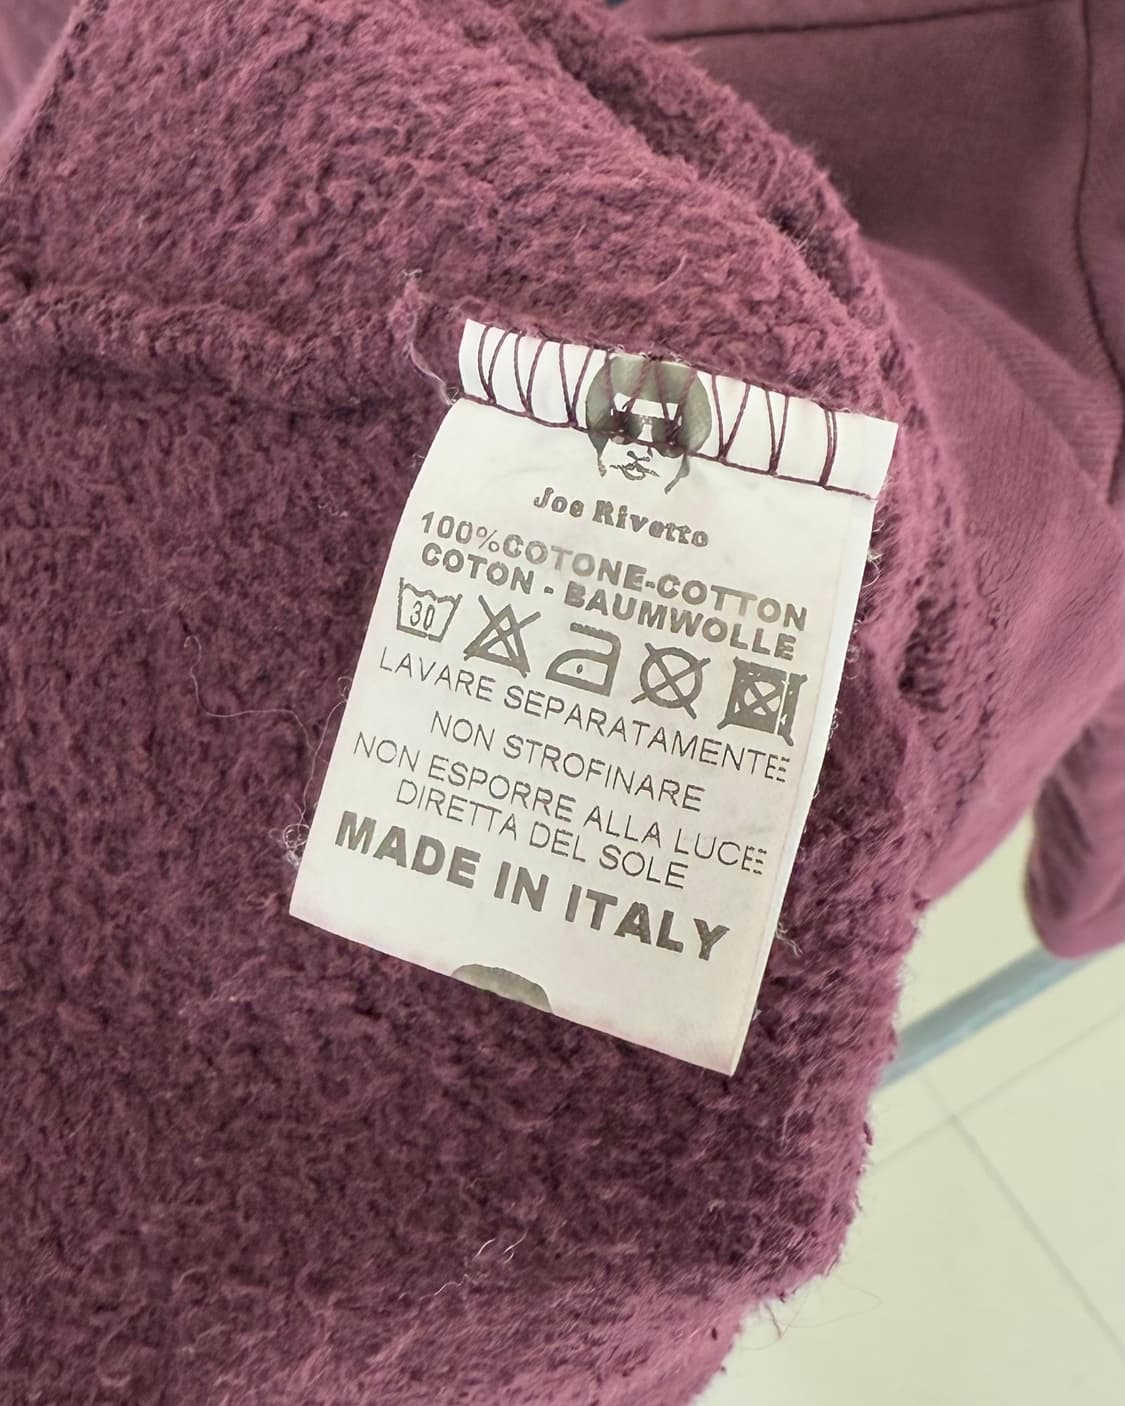 Joe Rivetto
100%COTONE-COTTON
COTON - BAUMWOLLE
30
LAVARE SEPARATAMENTE
NON STROFINARE
NON ESPORRE ALLA LUCE
DIRETTA DEL SOLE
MADE IN ITALY